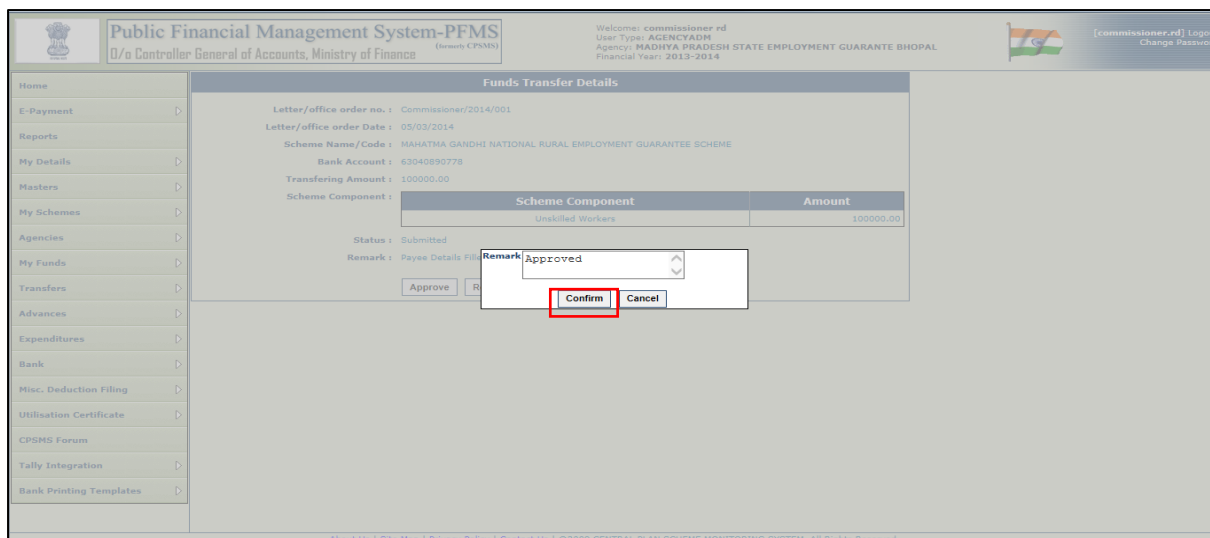 Public Financial Management System-PFMS
(formerly CPSMS)
O/o Controller General of Accounts, Ministry of Finance
Welcome: commissioner rd
User Type: AGENCYADM
Agency: MADHYA PRADESH STATE EMPLOYMENT GUARANTE BHOPAL
Financial Year: 2013-2014
[commissioner.rd] Logo
Change Passwo
Home
E-Payment
Reports
My Details
Masters
My Schemes
Agencies
My Funds
Transfers
Advances
Expenditures
Bank
Misc. Deduction Filing
Utilisation Certificate
CPSMS Forum
Tally Integration
Bank Printing Templates
Funds Transfer Details
Letter/office order no. : Commissioner/2014/001
Letter/office order Date : 05/03/2014
Scheme Name/Code : MAHATMA GANDHI NATIONAL RURAL EMPLOYMENT GUARANTEE SCHEME
Bank Account : 63040890778
Transfering Amount : 100000.00
Scheme Component :
Scheme Component Amount
Unskilled Workers 100000.00
Status : Submitted
Remark : Payee Details
Remark Approved
Approve
Confirm Cancel